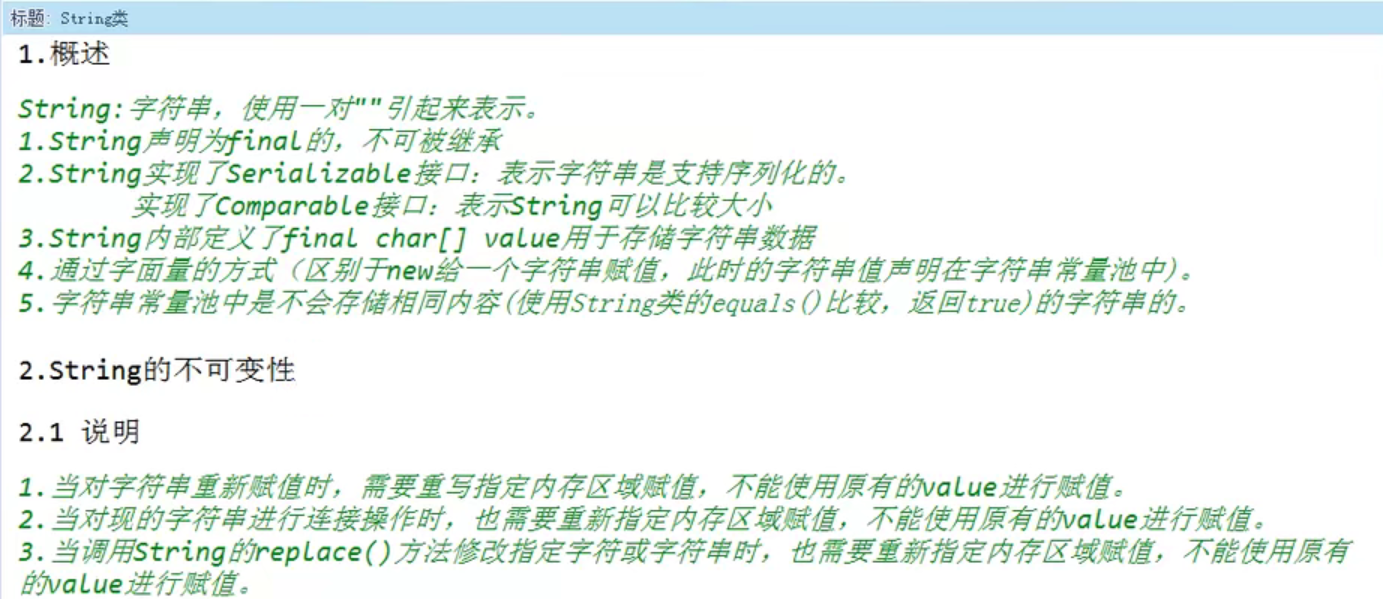 标题: String类
1.概述
String:字符串，使用一对""引起来表示。
1.String声明为final的，不可被继承
2.String实现了Serializable接口：表示字符串是支持序列化的。
实现了Comparable接口：表示String可以比较大小
3.String内部定义了final char[] value用于存储字符串数据
4.通过字面量的方式（区别于new给一个字符串赋值，此时的字符串值声明在字符串常量池中)。
5.字符串常量池中是不会存储相同内容(使用String类的equals()比较，返回true)的字符串的。
2.String的不可变性
2.1 说明
1.当对字符串重新赋值时，需要重写指定内存区域赋值，不能使用原有的value进行赋值。
2.当对现的字符串进行连接操作时，也需要重新指定内存区域赋值，不能使用原有的value进行赋值。
3.当调用String的replace()方法修改指定字符或字符串时，也需要重新指定内存区域赋值，不能使用原有
的value进行赋值。